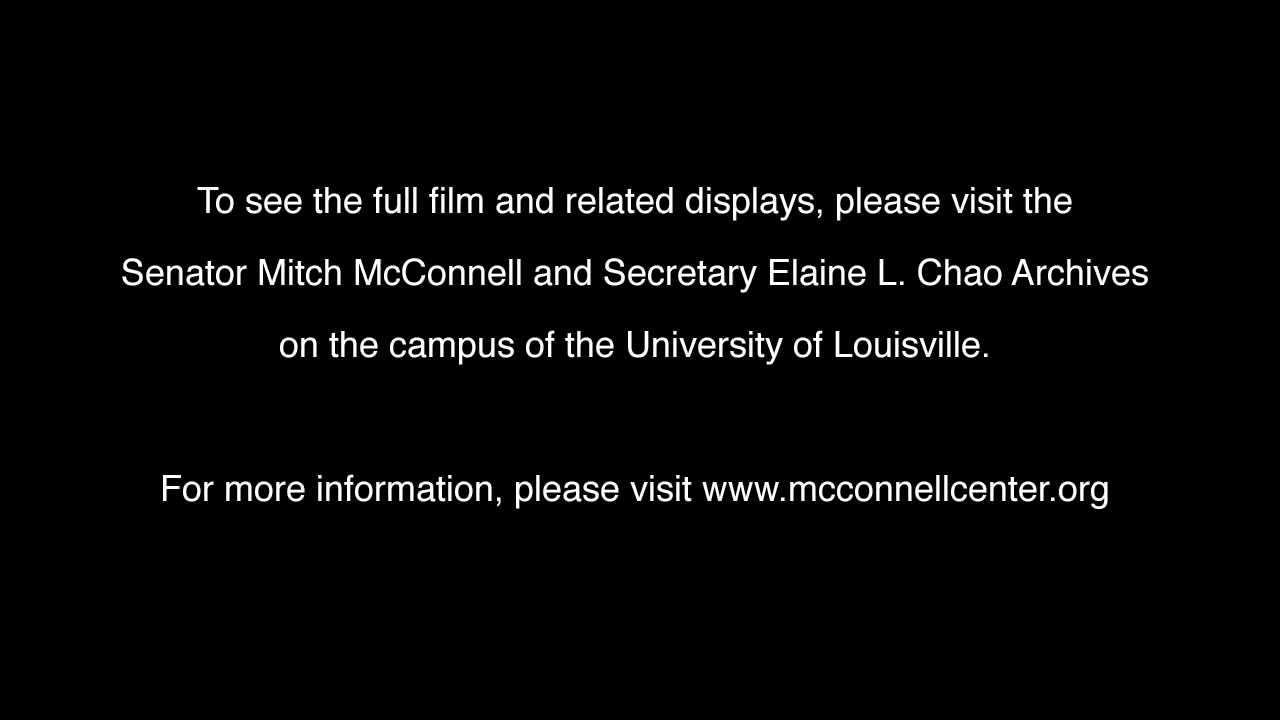 To see the full film and related displays, please visit the
Senator Mitch McConnell and Secretary Elaine L. Chao Archives
on the campus of the University of Louisville.
For more information, please visit www.mcconnellcenter.org